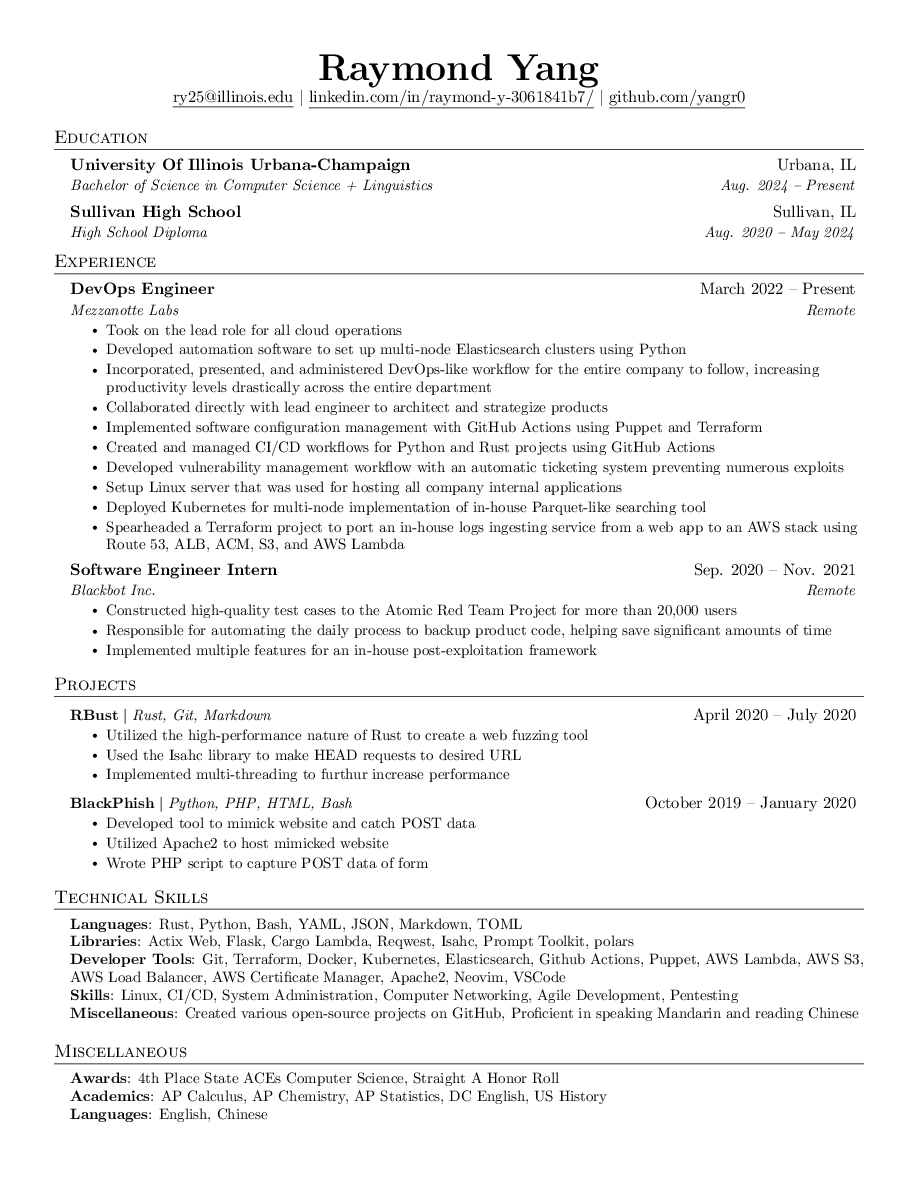 Raymond Yang
ry25@illinois.edu | linkedin.com/in/raymond-y-3061841b7/ | github.com/yangr0
Education
University Of Illinois Urbana-Champaign Urbana, IL
Bachelor of Science in Computer Science + Linguistics Aug. 2024 – Present
Sullivan High School Sullivan, IL
High School Diploma Aug. 2020 – May 2024
Experience
DevOps Engineer March 2022 – Present
Mezzanotte Labs Remote
• Took on the lead role for all cloud operations
• Developed automation software to set up multi-node Elasticsearch clusters using Python
• Incorporated, presented, and administered DevOps-like workflow for the entire company to follow, increasing
productivity levels drastically across the entire department
• Collaborated directly with lead engineer to architect and strategize products
• Implemented software configuration management with GitHub Actions using Puppet and Terraform
• Created and managed CI/CD workflows for Python and Rust projects using GitHub Actions
• Developed vulnerability management workflow with an automatic ticketing system preventing numerous exploits
• Setup Linux server that was used for hosting all company internal applications
• Deployed Kubernetes for multi-node implementation of in-house Parquet-like searching tool
• Spearheaded a Terraform project to port an in-house logs ingesting service from a web app to an AWS stack using
Route 53, ALB, ACM, S3, and AWS Lambda
Software Engineer Intern Sep. 2020 – Nov. 2021
Blackbot Inc. Remote
• Constructed high-quality test cases to the Atomic Red Team Project for more than 20,000 users
• Responsible for automating the daily process to backup product code, helping save significant amounts of time
• Implemented multiple features for an in-house post-exploitation framework
Projects
RBust | Rust, Git, Markdown April 2020 – July 2020
• Utilized the high-performance nature of Rust to create a web fuzzing tool
• Used the Isahc library to make HEAD requests to desired URL
• Implemented multi-threading to furthur increase performance
BlackPhish | Python, PHP, HTML, Bash October 2019 – January 2020
• Developed tool to mimick website and catch POST data
• Utilized Apache2 to host mimicked website
• Wrote PHP script to capture POST data of form
Technical Skills
Languages: Rust, Python, Bash, YAML, JSON, Markdown, TOML
Libraries: Actix Web, Flask, Cargo Lambda, Reqwest, Isahc, Prompt Toolkit, polars
Developer Tools: Git, Terraform, Docker, Kubernetes, Elasticsearch, Github Actions, Puppet, AWS Lambda, AWS S3,
AWS Load Balancer, AWS Certificate Manager, Apache2, Neovim, VSCode
Skills: Linux, CI/CD, System Administration, Computer Networking, Agile Development, Pentesting
Miscellaneous: Created various open-source projects on GitHub, Proficient in speaking Mandarin and reading Chinese
Miscellaneous
Awards: 4th Place State ACEs Computer Science, Straight A Honor Roll
Academics: AP Calculus, AP Chemistry, AP Statistics, DC English, US History
Languages: English, Chinese